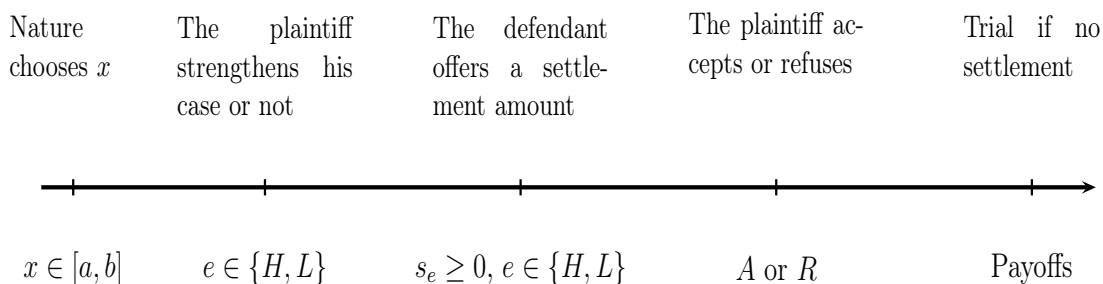 Nature
chooses x
The plaintiff
strengthens his
case or not
The defendant
offers a settle-
ment amount
The plaintiff ac-
cepts or refuses
Trial if no
settlement
x ∈ [a, b]
e ∈ {H, L}
s_e ≥ 0, e ∈ {H, L}
A or R
Payoffs